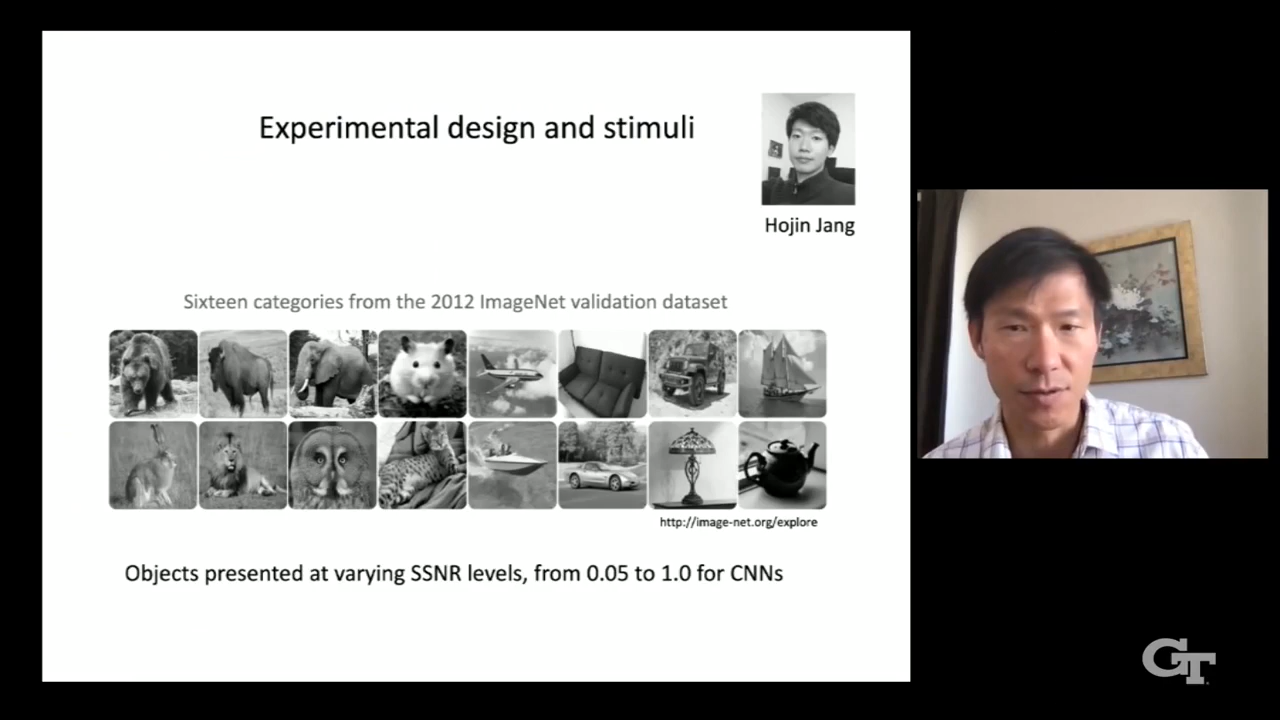 Experimental design and stimuli
Hojin Jang
Sixteen categories from the 2012 ImageNet validation dataset
http://image-net.org/explore
Objects presented at varying SSNR levels, from 0.05 to 1.0 for CNNs
GT